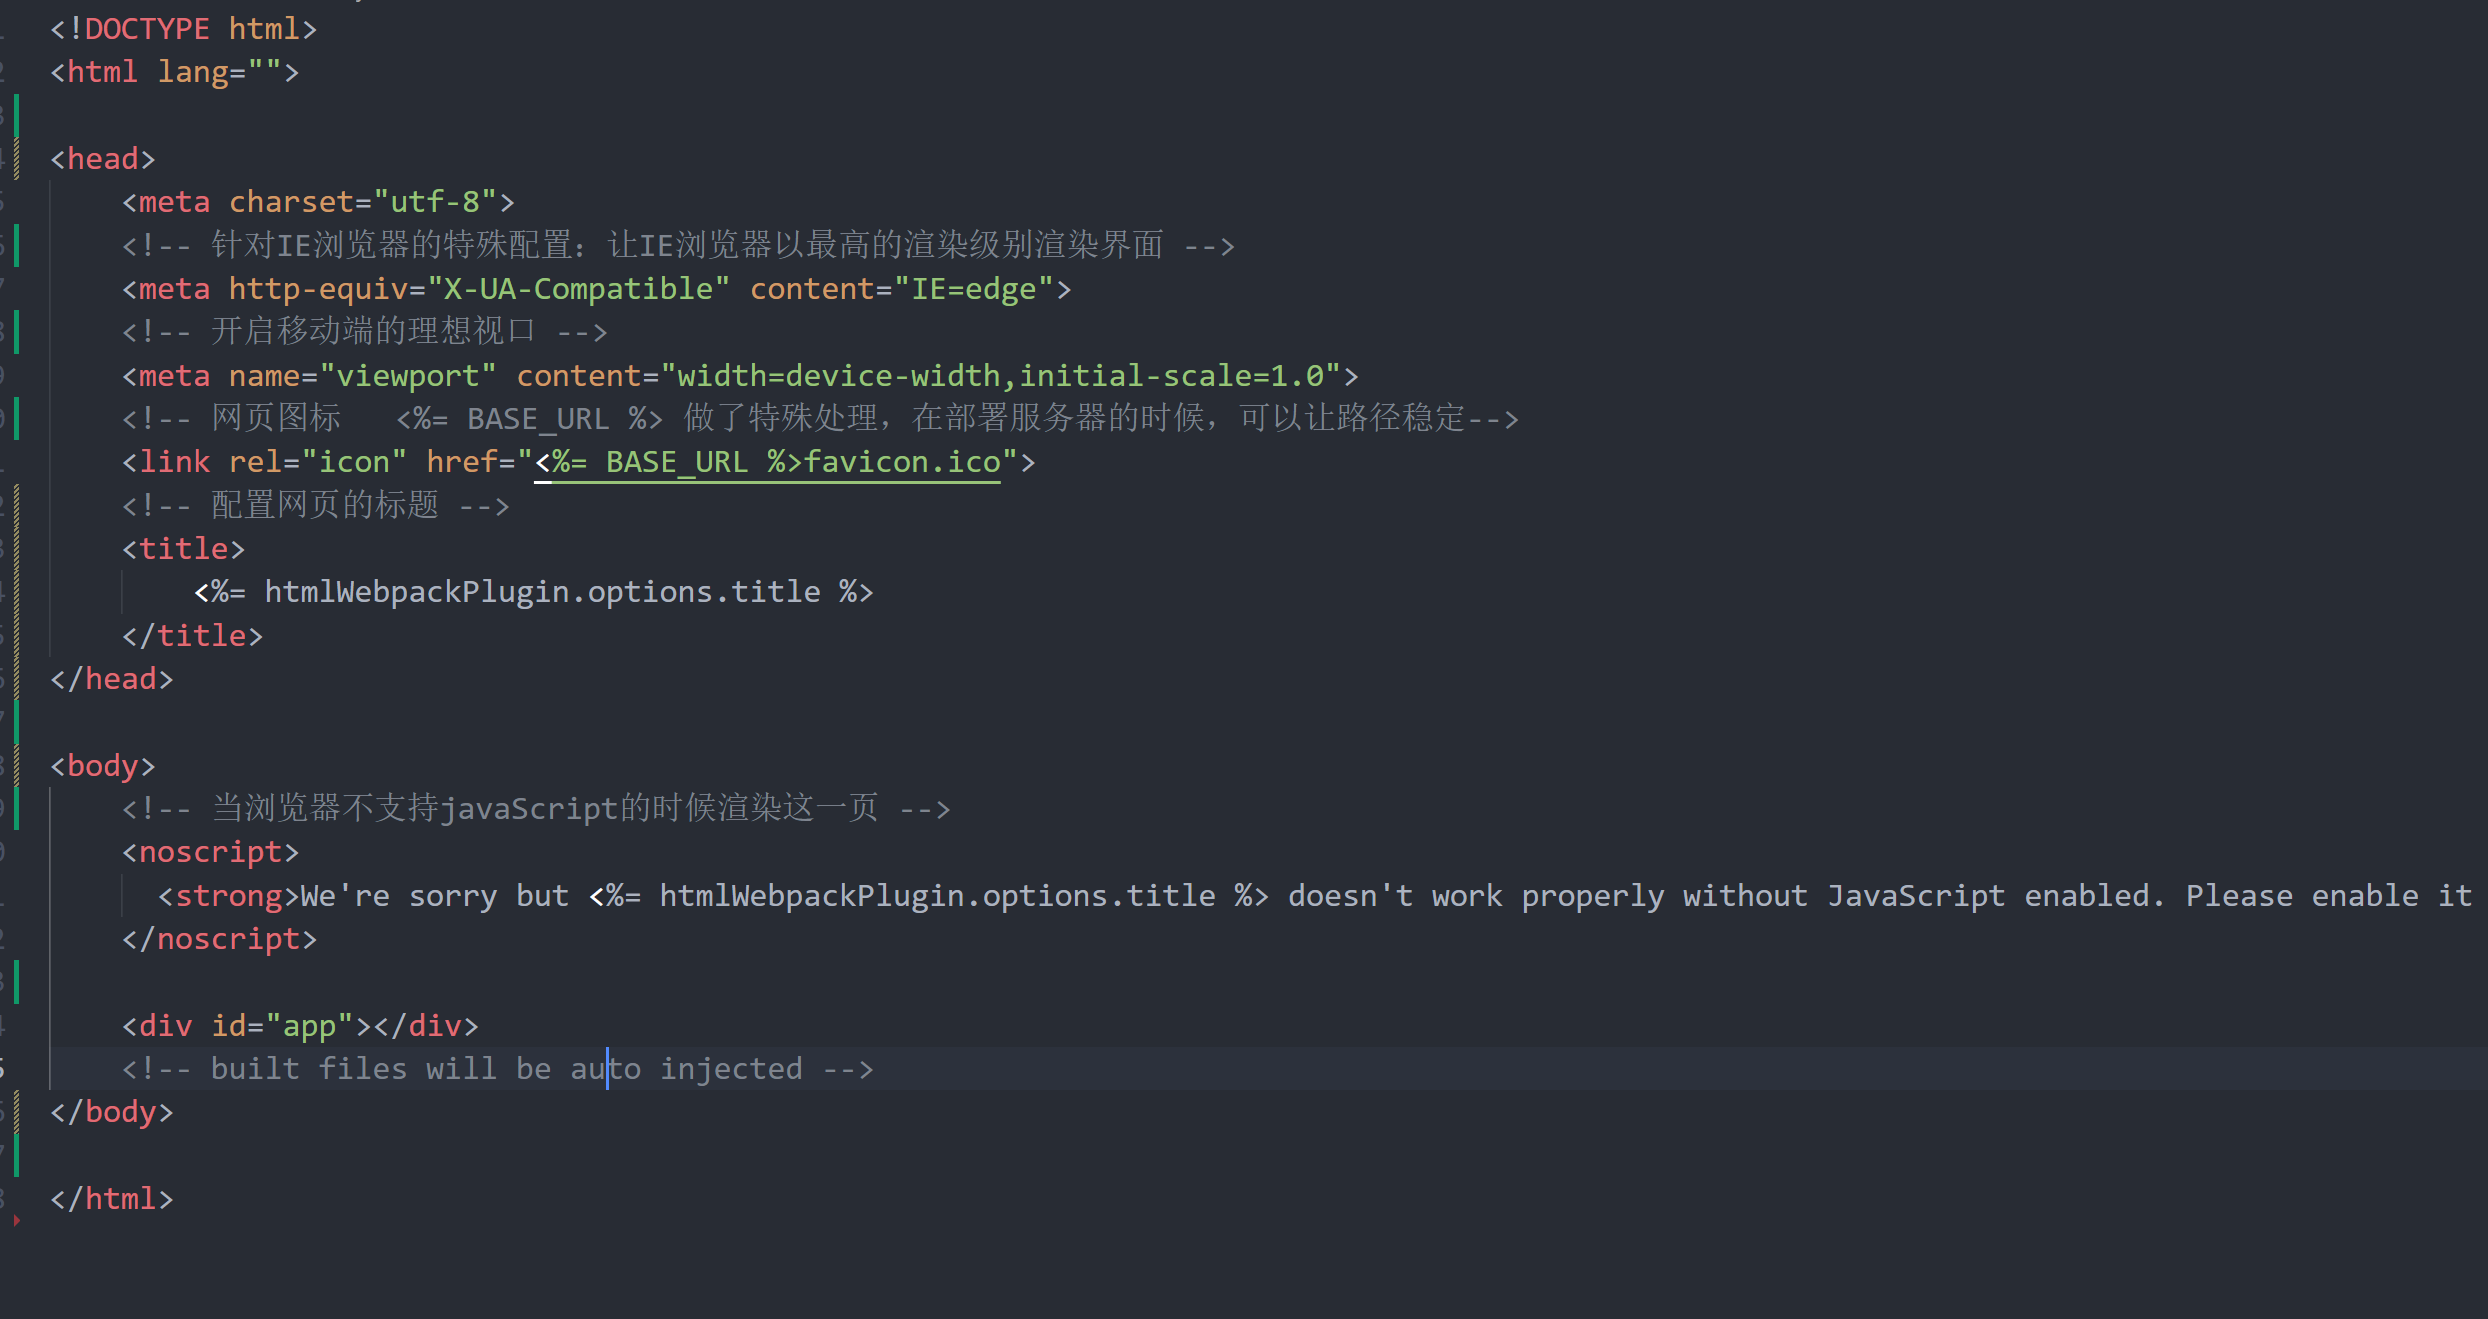 <!DOCTYPE html>
<html lang="">
<head>
<meta charset="utf-8">
<!-- 针对IE浏览器的特殊配置：让IE浏览器以最高的渲染级别渲染界面 -->
<meta http-equiv="X-UA-Compatible" content="IE=edge">
<!-- 开启移动端的理想视口 -->
<meta name="viewport" content="width=device-width,initial-scale=1.0">
<!-- 网页图标   <%= BASE_URL %> 做了特殊处理，在部署服务器的时候，可以让路径稳定-->
<link rel="icon" href="<%= BASE_URL %>favicon.ico">
<!-- 配置网页的标题 -->
<title>
<%= htmlWebpackPlugin.options.title %>
</title>
</head>
<body>
<!-- 当浏览器不支持javaScript的时候渲染这一页 -->
<noscript>
<strong>We're sorry but <%= htmlWebpackPlugin.options.title %> doesn't work properly without JavaScript enabled. Please enable it
</noscript>
<div id="app"></div>
<!-- built files will be auto injected -->
</body>
</html>